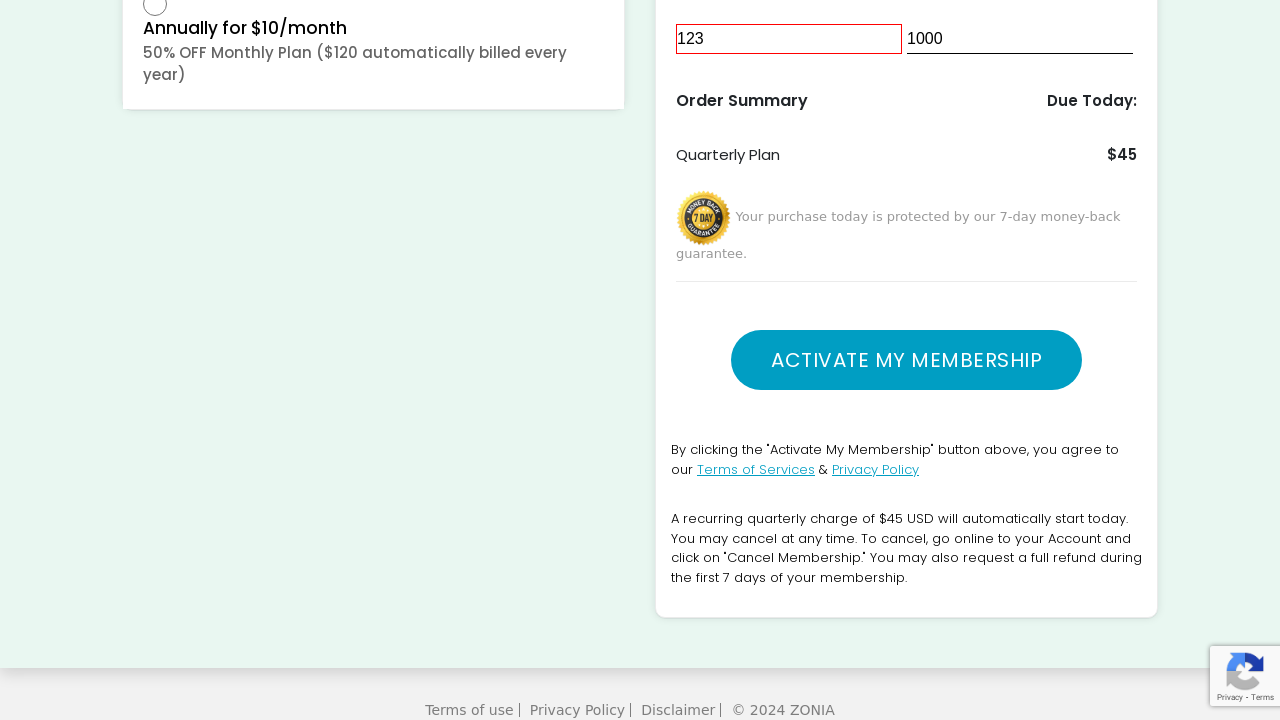 Annually for $10/month
50% OFF Monthly Plan ($120 automatically billed every
year)
123
1000
Order Summary
Due Today:
Quarterly Plan
$45
MONEY BACK
7 DAY
GUARANTEE
Your purchase today is protected by our 7-day money-back
guarantee.
ACTIVATE MY MEMBERSHIP
By clicking the "Activate My Membership" button above, you agree to
our Terms of Services & Privacy Policy
A recurring quarterly charge of $45 USD will automatically start today.
You may cancel at any time. To cancel, go online to your Account and
click on "Cancel Membership." You may also request a full refund during
the first 7 days of your membership.
Privacy - Terms
Terms of use | Privacy Policy | Disclaimer | © 2024 ZONIA